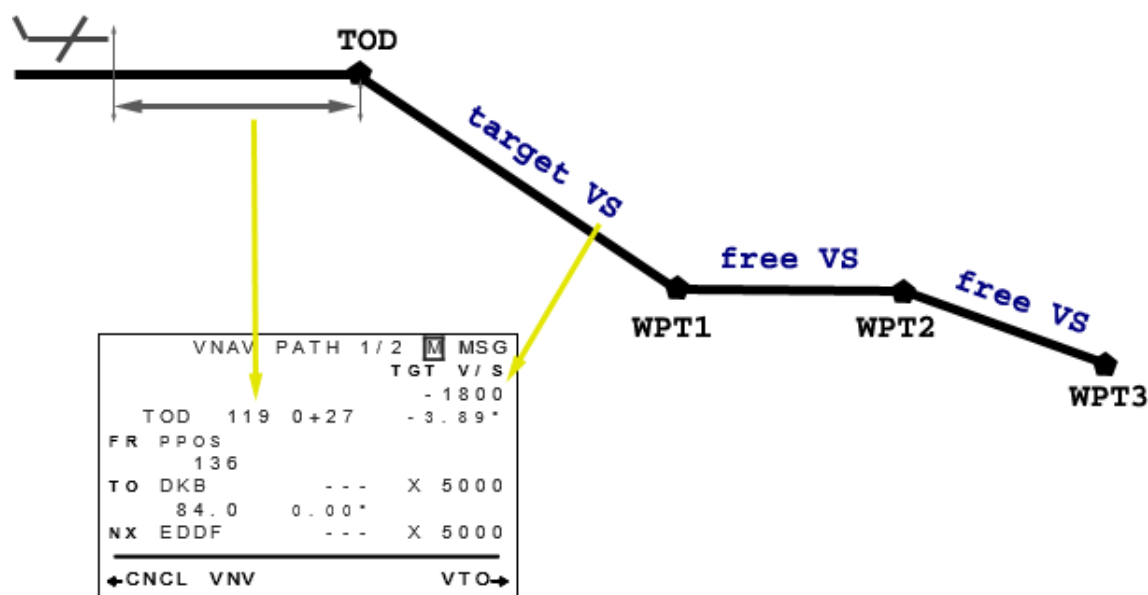 TOD
target VS
free VS
free VS
WPT1
WPT2
WPT3
VNAV PATH 1/2 M MSG
TGT V/S
-1800
TOD 119 0+27 -3.89°
FR PPOS
136
TO DKB --- X 5000
84.0 0.00°
NX EDDF --- X 5000
←CNCL VNV VTO→